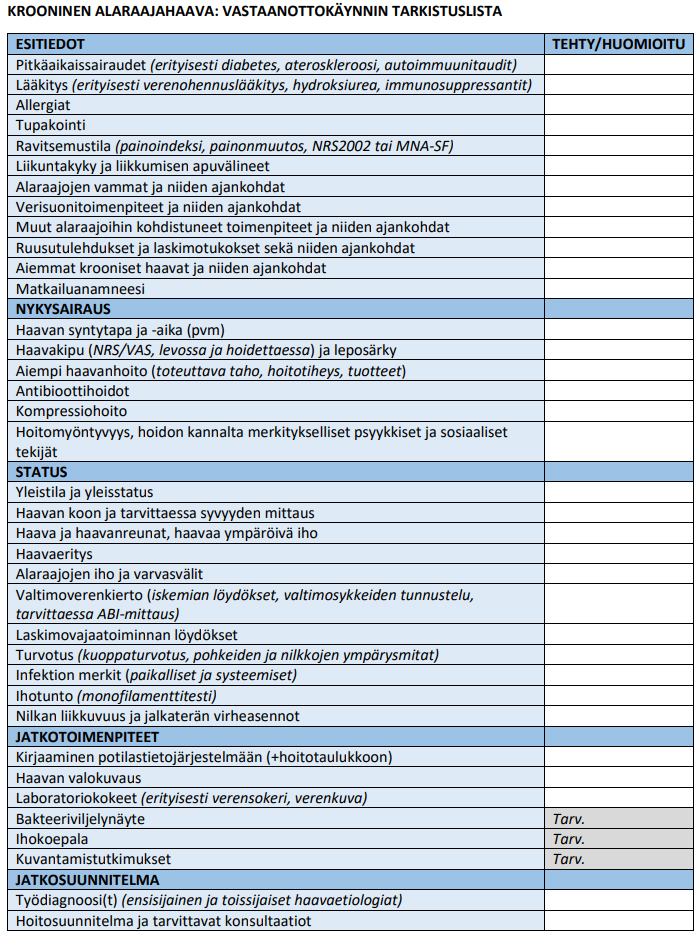 KROONINEN ALARAAJAHAAVA: VASTAANOTTOKÄYNNIN TARKISTUSLISTA
ESITIEDOT TEHTY/HUOMIOITU
Pitkäaikaissairaudet (erityisesti diabetes, ateroskleroosi, autoimmuunitaudit)
Lääkitys (erityisesti verenohennuslääkitys, hydroksiurea, immunosuppressantit)
Allergiat
Tupakointi
Ravitsemustila (painoindeksi, painonmuutos, NRS2002 tai MNA-SF)
Liikuntakyky ja liikkumisen apuvälineet
Alaraajojen vammat ja niiden ajankohdat
Verisuonitoimenpiteet ja niiden ajankohdat
Muut alaraajoihin kohdistuneet toimenpiteet ja niiden ajankohdat
Ruusutulehdukset ja laskimotukokset sekä niiden ajankohdat
Aiemmat krooniset haavat ja niiden ajankohdat
Matkailuanamneesi
NYKYSAIRAUS
Haavan syntytapa ja -aika (pvm)
Haavakipu (NRS/VAS, levossa ja hoidettaessa) ja leposärky
Aiempi haavanhoito (toteuttava taho, hoitotiheys, tuotteet)
Antibioottihoidot
Kompressiohoito
Hoitomyöntyvyys, hoidon kannalta merkitykselliset psyykkiset ja sosiaaliset
tekijät
STATUS
Yleistila ja yleisstatus
Haavan koon ja tarvittaessa syvyyden mittaus
Haava ja haavanreunat, haavaa ympäröivä iho
Haavaeritys
Alaraajojen iho ja varvasvälit
Valtimoverenkierto (iskemian löydökset, valtimosykkeiden tunnustelu,
tarvittaessa ABI-mittaus)
Laskimovajaatoiminnan löydökset
Turvotus (kuoppaturvotus, pohkeiden ja nilkkojen ympärysmitat)
Infektion merkit (paikalliset ja systeemiset)
Ihotunto (monofilamenttitesti)
Nilkan liikkuvuus ja jalkaterän virheasennot
JATKOTOIMENPITEET
Kirjaaminen potilastietojärjestelmään (+hoitotaulukkoon)
Haavan valokuvaus
Laboratoriokokeet (erityisesti verensokeri, verenkuva)
Bakteeriviljelynäyte Tarv.
Ihokoepala Tarv.
Kuvantamistutkimukset Tarv.
JATKOSUUNNITELMA
Työdiagnoosi(t) (ensisijainen ja toissijaiset haavaetiologiat)
Hoitosuunnitelma ja tarvittavat konsultaatiot